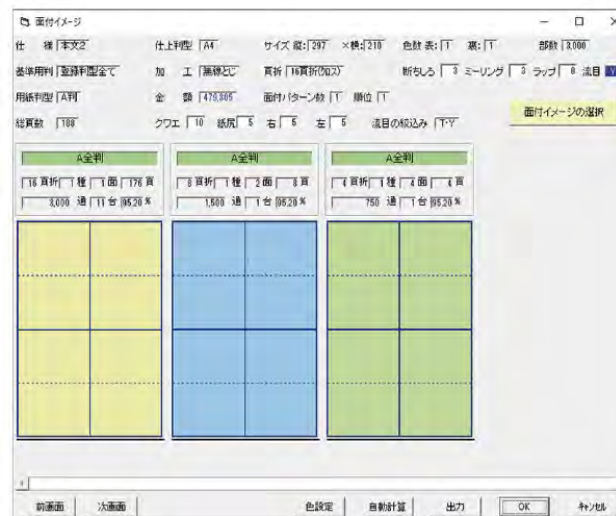 面付イメージ
仕 様 本文2 仕上判型 A4 サイズ 縦: 297 ×横: 210 色数 表: 1 裏: 1 部数 3,000
基準用判 登録判型全て 加 工 無線とじ 頁折 16頁折(クロス) 断ちしろ 3 ミーリング 3 ラップ 0 流目 Y
用紙判型 A判 金 額 479,805 面付パターン数 1 順位 1
総頁数 188 クワエ 10 紙尻 5 右 5 左 5 流目の絞込み T・Y
面付イメージの選択
A全判 A全判 A全判
16 頁折 1 種 1 面 176 頁 8 頁折 1 種 2 面 8 頁 4 頁折 1 種 4 面 4 頁
3,000 通 11 台 95.20 % 1,500 通 1 台 95.20 % 750 通 1 台 95.20 %
前画面 次画面 色設定 自動計算 出力 OK キャンセル